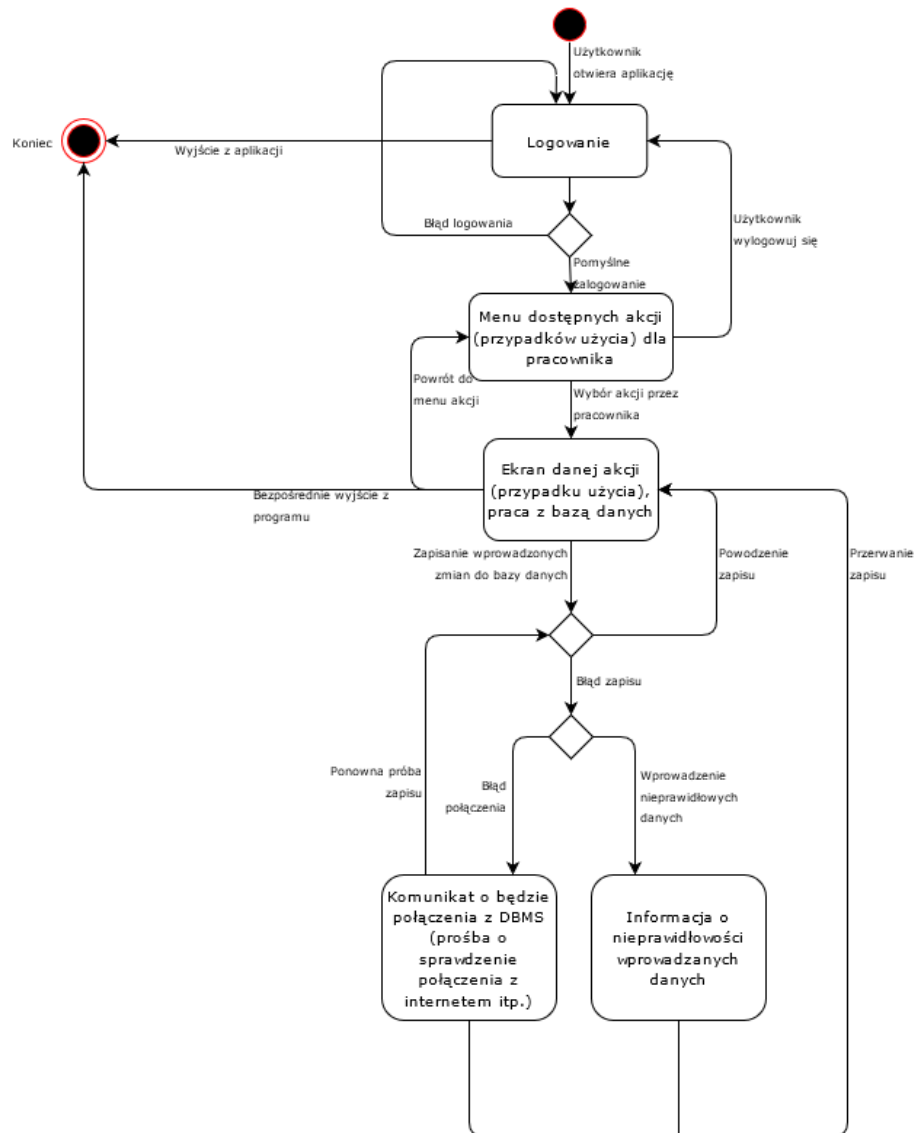 Użytkownik
otwiera aplikację
Logowanie
Koniec
Wyjście z aplikacji
Błąd logowania
Użytkownik
wylogowuj się
Pomyślne
zalogowanie
Menu dostępnych akcji
(przypadków użycia) dla
pracownika
Powrót do
menu akcji
Wybór akcji przez
pracownika
Ekran danej akcji
(przypadku użycia),
praca z bazą danych
Bezpośrednie wyjście z
programu
Zapisanie wprowadzonych
zmian do bazy danych
Powodzenie
zapisu
Przerwanie
zapisu
Błąd zapisu
Ponowna próba
zapisu
Błąd
połączenia
Wprowadzenie
nieprawidłowych
danych
Komunikat o będzie
połączenia z DBMS
(prośba o
sprawdzenie
połączenia z
internetem itp.)
Informacja o
nieprawidłowości
wprowadzanych
danych